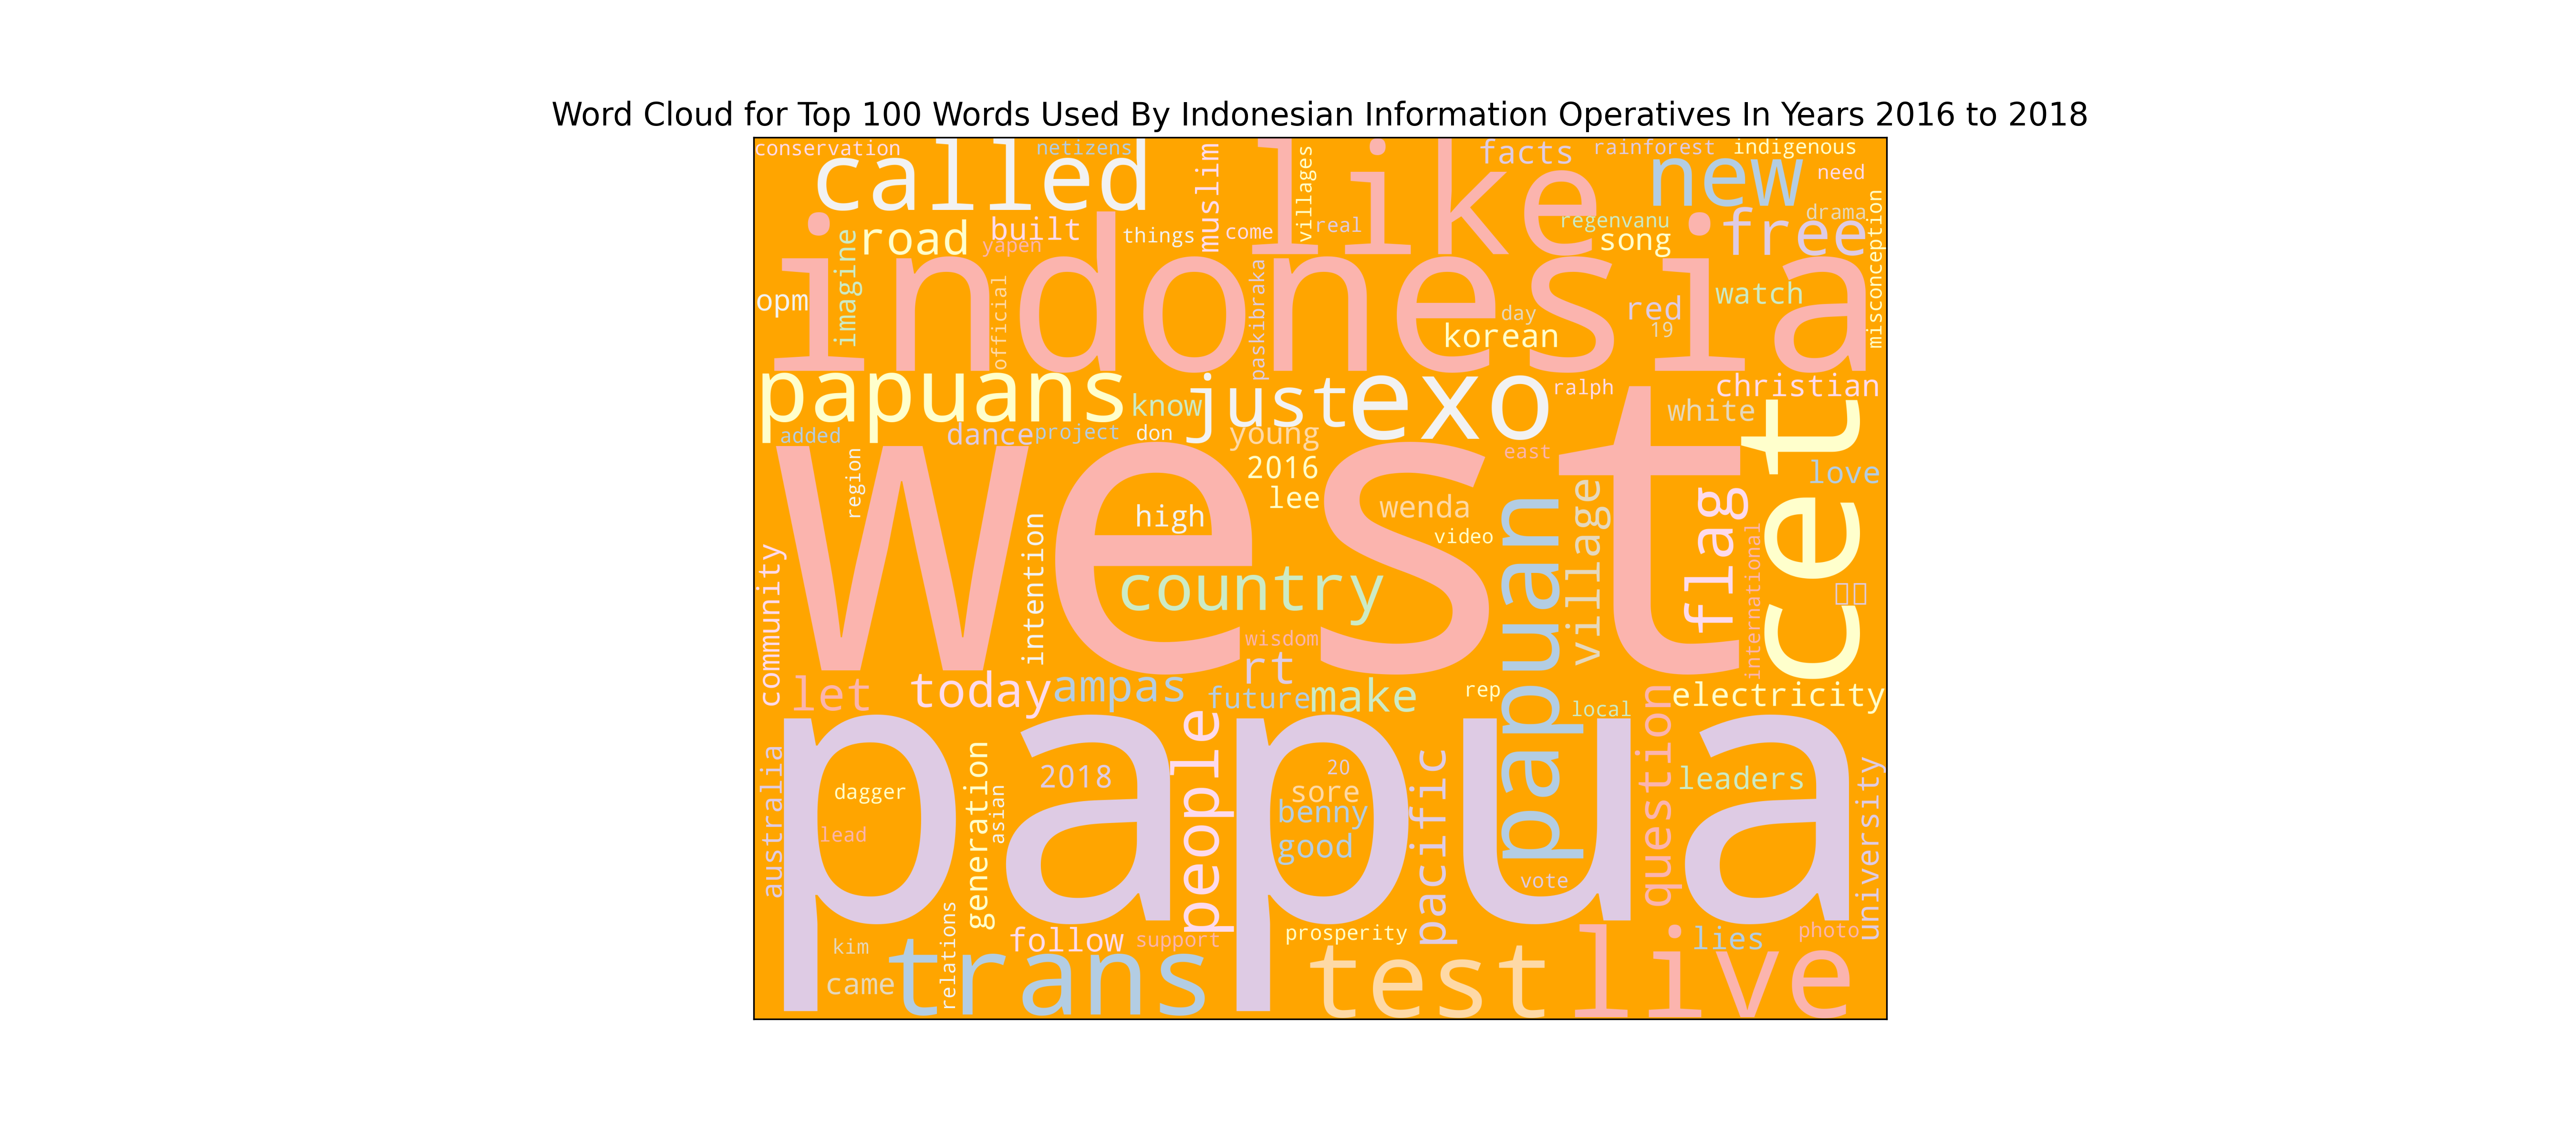 Word Cloud for Top 100 Words Used By Indonesian Information Operatives In Years 2016 to 2018
conservation
called
netizens
muslim
like
villages
facts
rainforest
indigenous
new
need
road
built
yapen
things
come
real
regenvanu
song
free
drama
misconception
imagine
indonesia
opm
official
paskibraka
day
korean
red
19
watch
papuans
know
just
exo
ralph
christian
white
added
dance
project
don
young
west
east
cet
love
region
2016
lee
high
wenda
video
papuan
village
flag
international
community
intention
country
wisdom
let
today
ampas
rt
future
make
rep
local
question
electricity
papua
australia
dagger
lead
generation
asian
2018
people
20
sore
benny
good
pacific
vote
leaders
university
kim
came
relations
follow
support
trans
prosperity
test
live
lies
photo